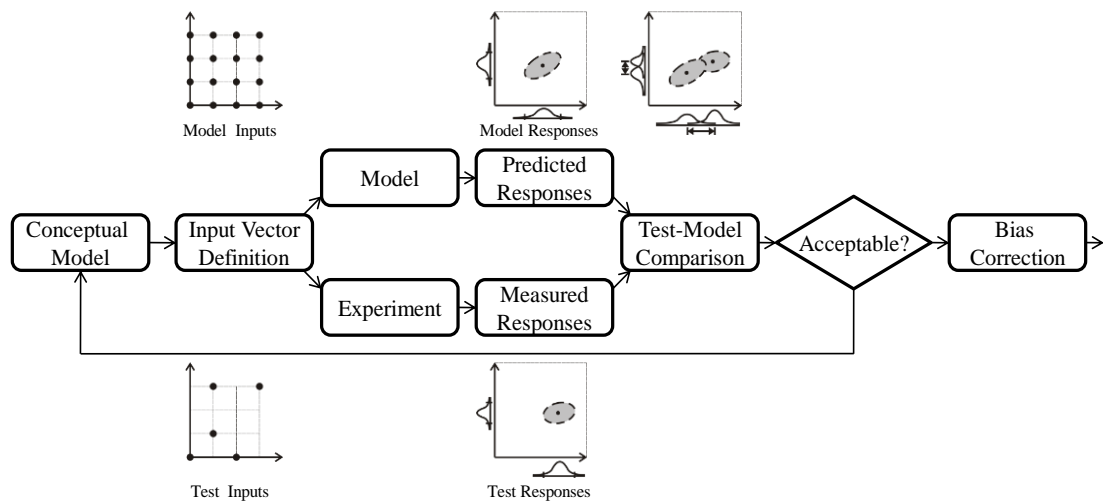 Model Inputs
Model Responses
Model
Predicted
Responses
Conceptual
Model
Input Vector
Definition
Test-Model
Comparison
Acceptable?
Bias
Correction
Experiment
Measured
Responses
Test Inputs
Test Responses